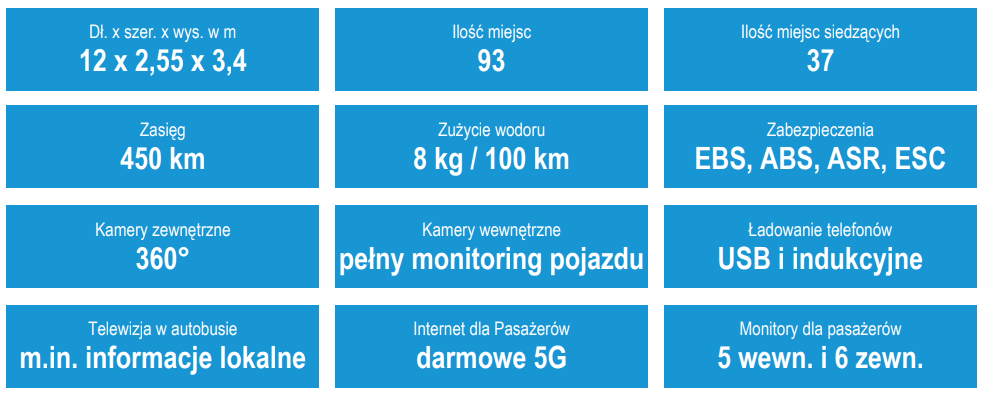 Dł. x szer. x wys. w m
12 x 2,55 x 3,4
Ilość miejsc
93
Ilość miejsc siedzących
37
Zasięg
450 km
Zużycie wodoru
8 kg / 100 km
Zabezpieczenia
EBS, ABS, ASR, ESC
Kamery zewnętrzne
360°
Kamery wewnętrzne
pełny monitoring pojazdu
Ładowanie telefonów
USB i indukcyjne
Telewizja w autobusie
m.in. informacje lokalne
Internet dla Pasażerów
darmowe 5G
Monitory dla pasażerów
5 wewn. i 6 zewn.